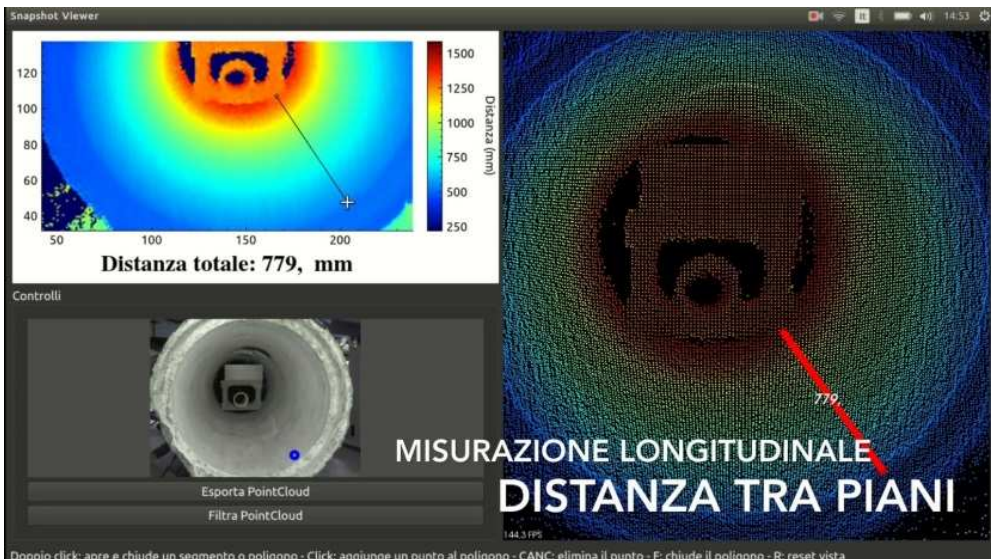 Snapshot Viewer
It
14.53
120
100
80
60
40
50 100 150 200
1500
1250
1000
750
500
250
Distanza (mm)
Distanza totale: 779, mm
Controlli
Esporta PointCloud
Filtra PointCloud
779,
MISURAZIONE LONGITUDINALE
DISTANZA TRA PIANI
144,3 FPS
Doppio click: apre e chiude un segmento o poligono - Click: aggiunge un punto al poligono - CANC: elimina il punto - F: chiude il poligono - R: reset vista